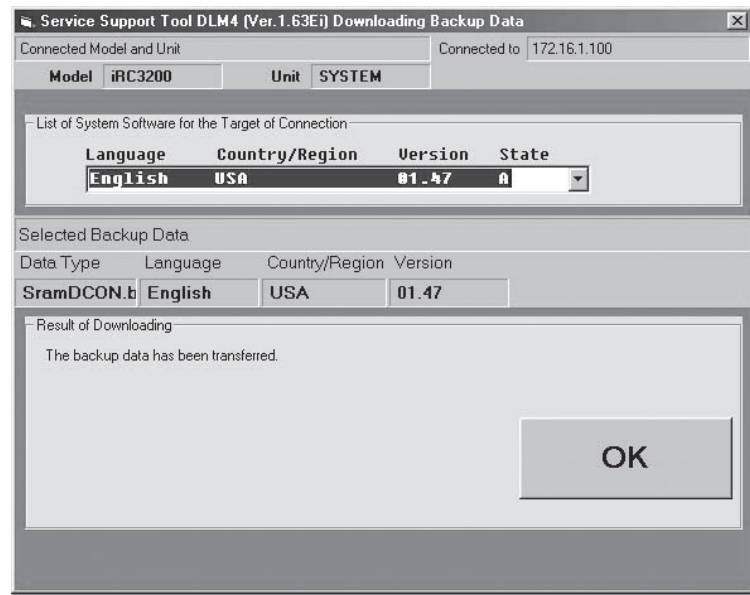 Service Support Tool DLM4 (Ver.1.63Ei) Downloading Backup Data
Connected Model and Unit Connected to 172.16.1.100
Model iRC3200 Unit SYSTEM
List of System Software for the Target of Connection
Language Country/Region Version State
English USA 01.47 A
Selected Backup Data
Data Type Language Country/Region Version
SramDCON.b English USA 01.47
Result of Downloading
The backup data has been transferred.
OK